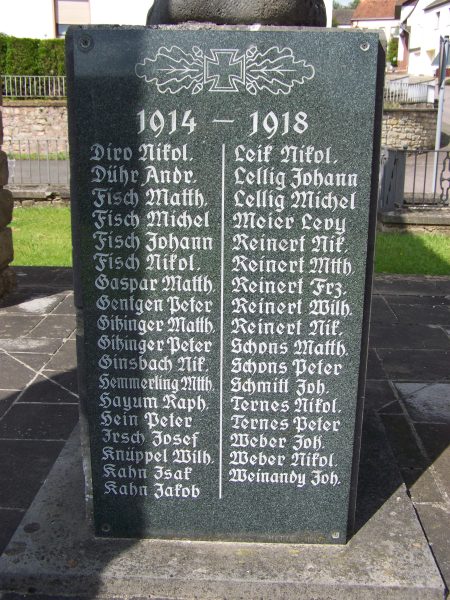 1914 – 1918
Diro Nikol.
Dühr Andr.
Fisch Matth.
Fisch Michel
Fisch Johann
Fisch Nikol.
Gaspar Matth.
Gentgen Peter
Gitzinger Matth.
Gitzinger Peter
Ginsbach Nik.
Hemmerling Mtth.
Hayum Raph.
Hein Peter
Irsch Josef
Knüppel Wilh.
Kahn Isak
Kahn Jakob
Leik Nikol.
Lellig Johann
Lellig Michel
Meier Levy
Reinert Nik.
Reinert Mtth.
Reinert Frz.
Reinert Wilh.
Reinert Nik.
Schons Matth.
Schons Peter
Schmitt Joh.
Ternes Nikol.
Ternes Peter
Weber Joh.
Weber Nikol.
Weinandy Joh.